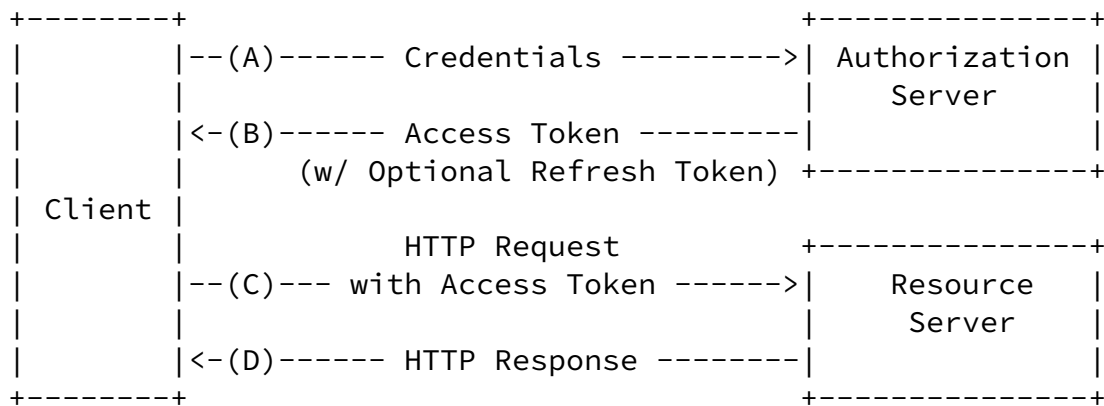 +--------+                                  +---------------+
|        |--(A)------ Credentials --------->| Authorization |
|        |                                  |     Server    |
|        |<-(B)------ Access Token ---------|               |
|        |      (w/ Optional Refresh Token) +---------------+
| Client |
|        |            HTTP Request          +---------------+
|        |--(C)--- with Access Token ------>|    Resource   |
|        |                                  |     Server    |
|        |<-(D)------ HTTP Response --------|               |
+--------+                                  +---------------+